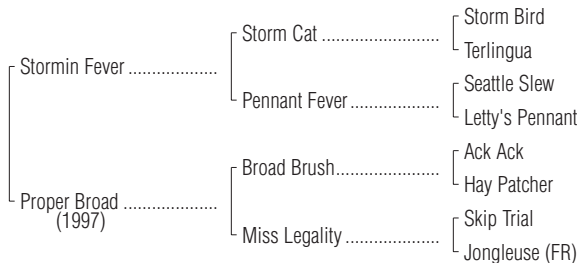 Storm Bird
Storm Cat ........................
Terlingua
Stormin Fever ..................
Seattle Slew
Pennant Fever ..................
Letty's Pennant
Ack Ack
Broad Brush.....................
Hay Patcher
Proper Broad ...................
(1997)
Skip Trial
Miss Legality ...................
Jongleuse (FR)